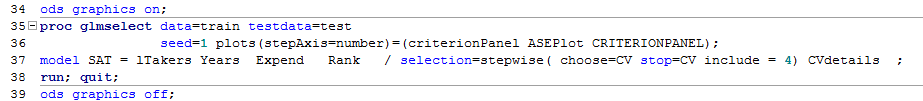 34 ods graphics on;
35 proc glmselect data=train testdata=test
36 seed=1 plots(stepAxis=number)=(criterionPanel ASEPlot CRITERIONPANEL);
37 model SAT = lTakers Years Expend Rank / selection=stepwise( choose=CV stop=CV include = 4) CVdetails ;
38 run; quit;
39 ods graphics off;